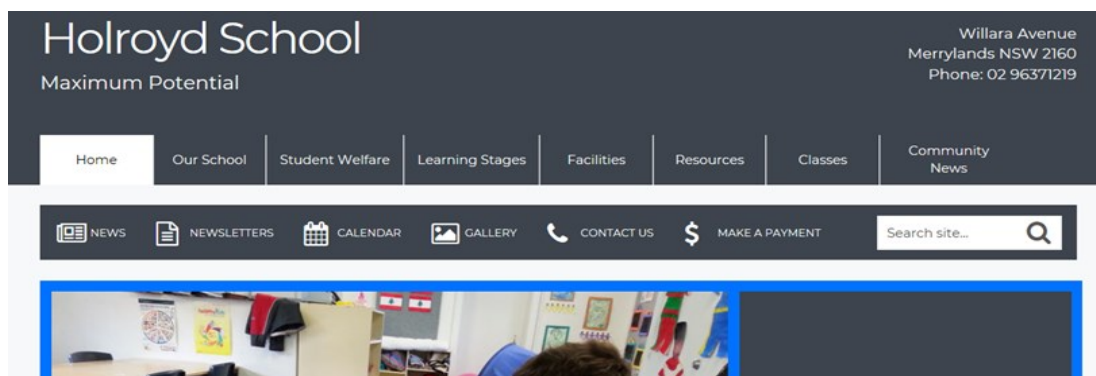 Holroyd School
Maximum Potential
Willara Avenue
Merrylands NSW 2160
Phone: 02 96371219
Home
Our School
Student Welfare
Learning Stages
Facilities
Resources
Classes
Community
News
NEWS
NEWSLETTERS
CALENDAR
GALLERY
CONTACT US
$ MAKE A PAYMENT
Search site...